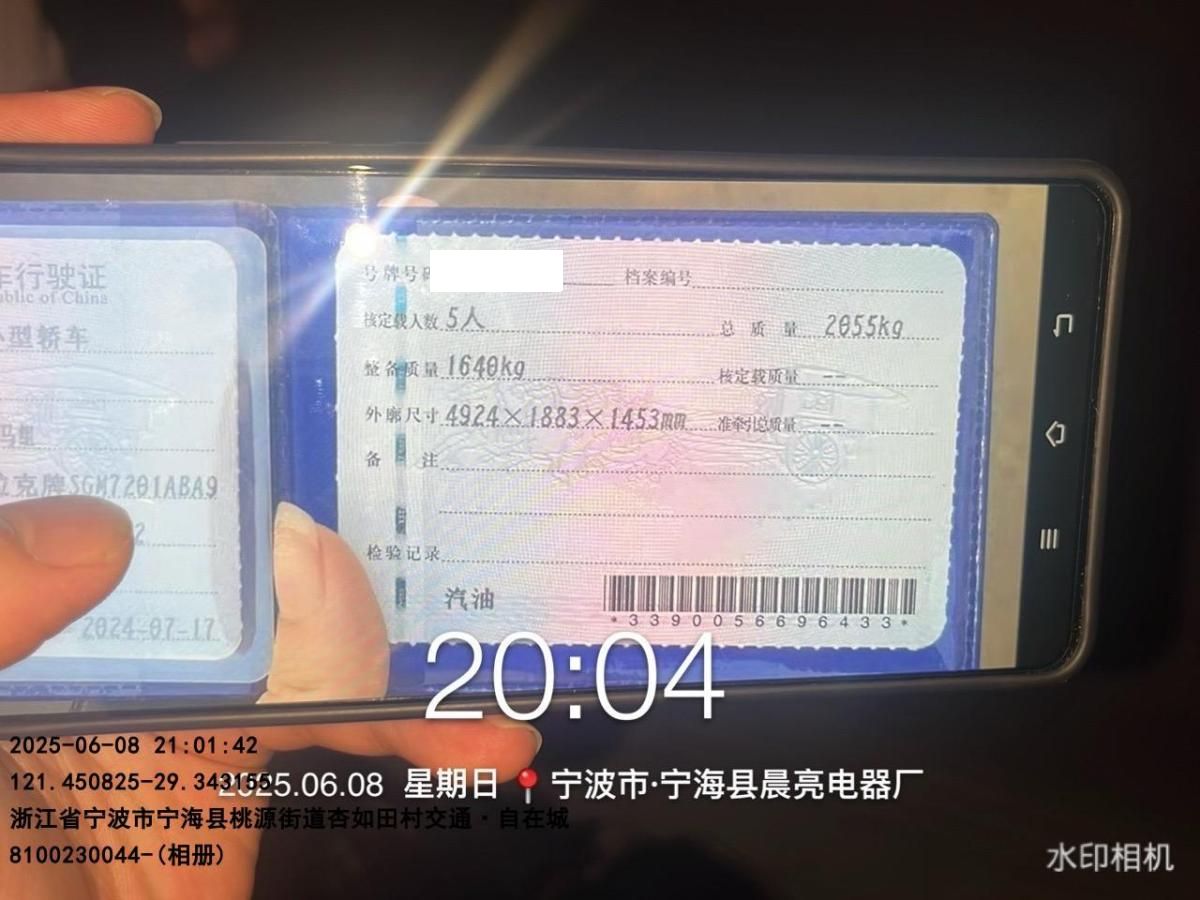 车行驶证
ublic of China
小型轿车
马里
拉克牌SGM7201ABA9
2
2024-07-17
号牌号码
档案编号
核定载人数 5人
总质量 2055kg
整备质量 1640kg
核定载质量 --
外廓尺寸 4924×1883×1453mm
准牵引总质量 --
备注
检验记录
汽油
*3390056696433*
20:04
2025-06-08 21:01:42
121.450825-29.343155
2025.06.08 星期日 宁波市·宁海县晨亮电器厂
浙江省宁波市宁海县桃源街道杏如田村交通·自在城
8100230044-(相册)
水印相机